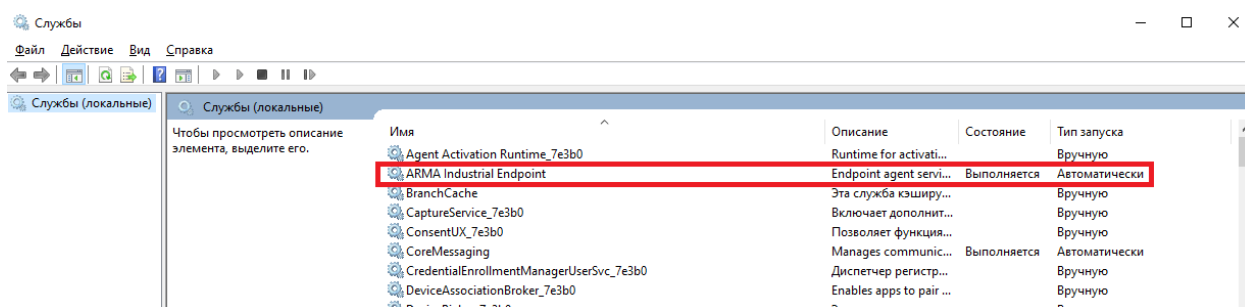 Службы
Файл Действие Вид Справка
Службы (локальные)
Службы (локальные)
Чтобы просмотреть описание
элемента, выделите его.
Имя Описание Состояние Тип запуска
Agent Activation Runtime_7e3b0 Runtime for activati... Вручную
ARMA Industrial Endpoint Endpoint agent servi... Выполняется Автоматически
BranchCache Эта служба кэширу... Вручную
CaptureService_7e3b0 Включает дополнит... Вручную
ConsentUX_7e3b0 Позволяет функция... Вручную
CoreMessaging Manages communic... Выполняется Автоматически
CredentialEnrollmentManagerUserSvc_7e3b0 Диспетчер регистр... Вручную
DeviceAssociationBroker_7e3b0 Enables apps to pair ... Вручную